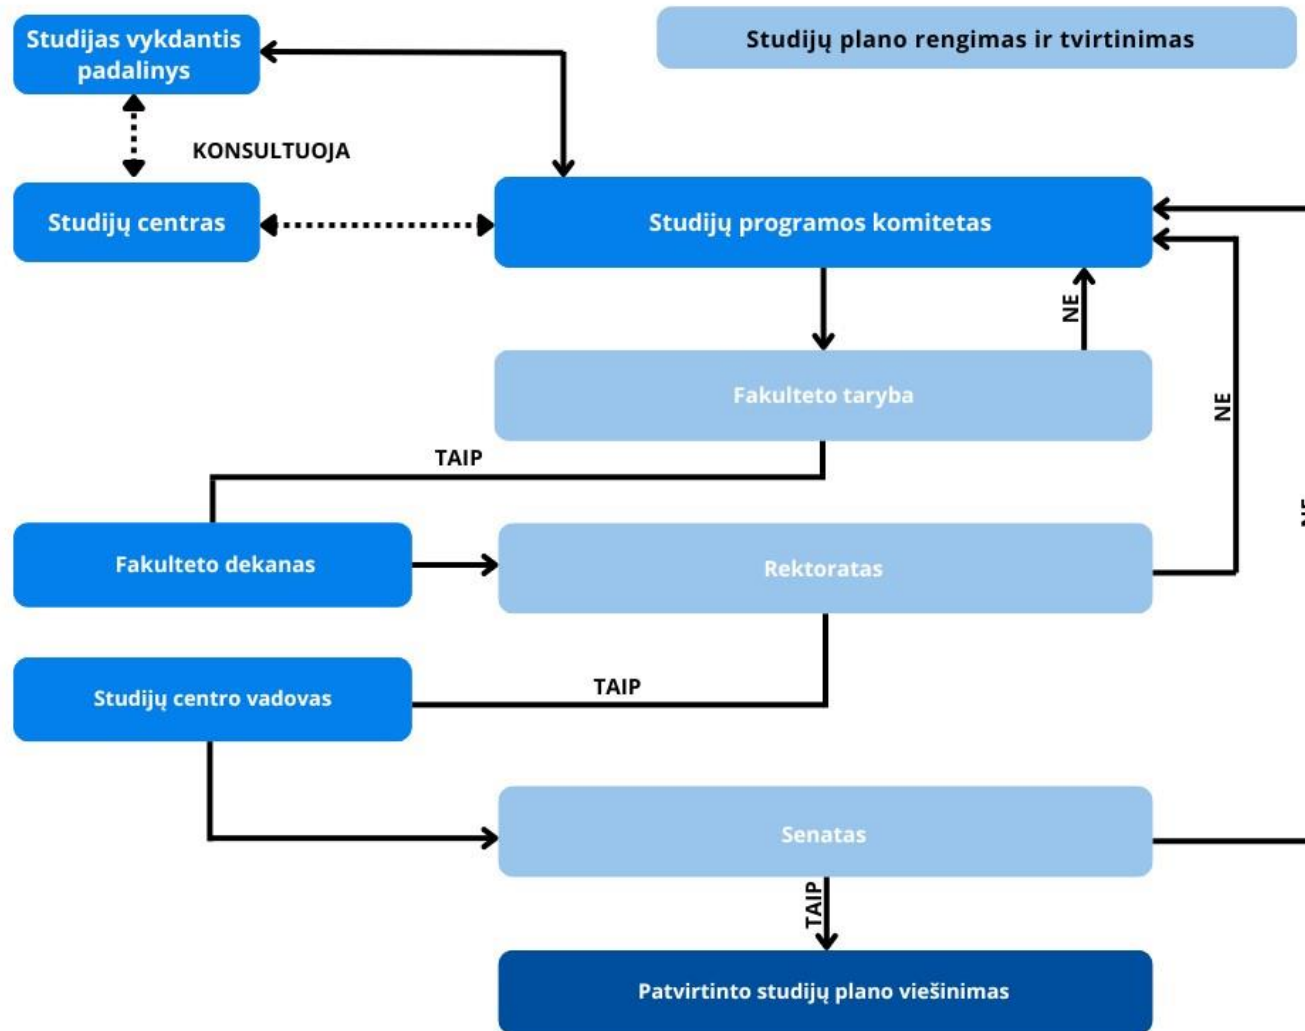 Studijas vykdantis
padalinys
Studijų plano rengimas ir tvirtinimas
KONSULTUOJA
Studijų centras
Studijų programos komitetas
NE
Fakulteto taryba
NE
TAIP
Fakulteto dekanas
Rektoratas
Studijų centro vadovas
TAIP
Senatas
TAIP
Patvirtinto studijų plano viešinimas